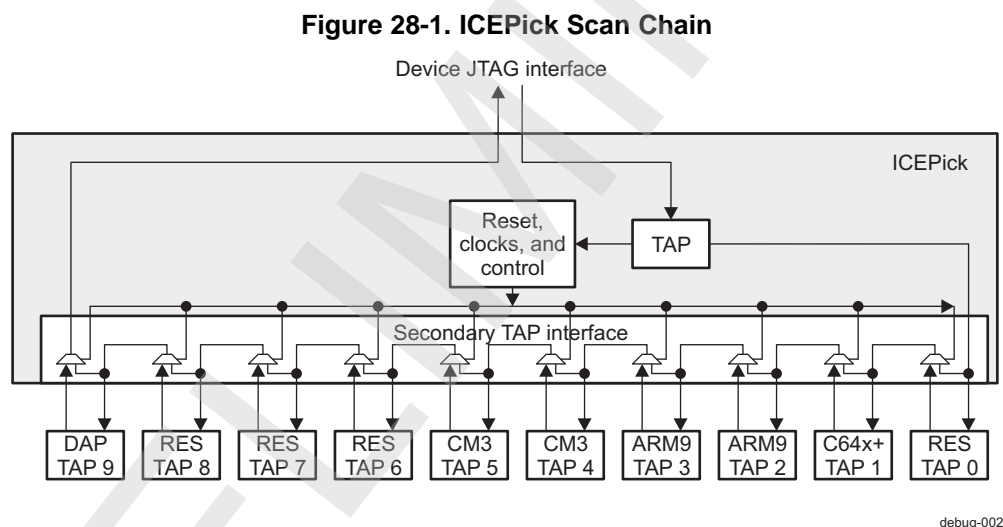 Figure 28-1. ICEPick Scan Chain
Device JTAG interface
ICEPick
Reset,
clocks, and
control
TAP
Secondary TAP interface
DAP
TAP 9
RES
TAP 8
RES
TAP 7
RES
TAP 6
CM3
TAP 5
CM3
TAP 4
ARM9
TAP 3
ARM9
TAP 2
C64x+
TAP 1
RES
TAP 0
debug-002